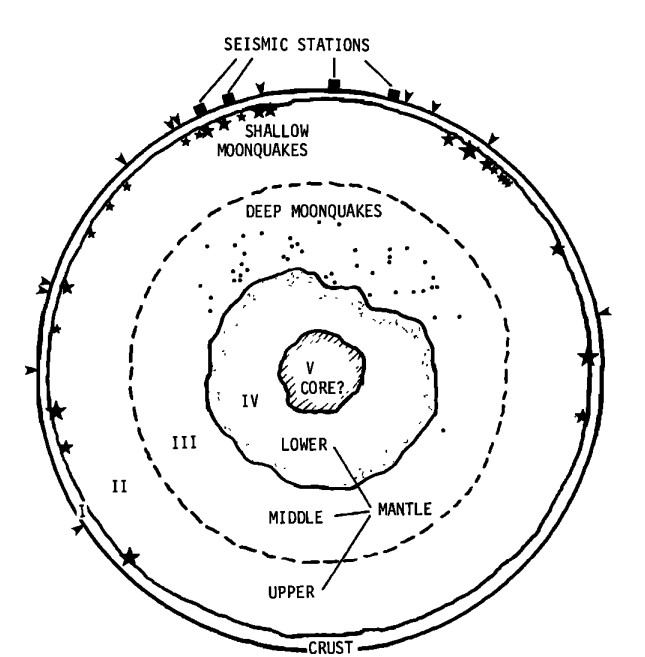 SEISMIC STATIONS
SHALLOW
MOONQUAKES
DEEP MOONQUAKES
V
CORE?
IV
III
LOWER
II
I
MIDDLE
MANTLE
UPPER
CRUST